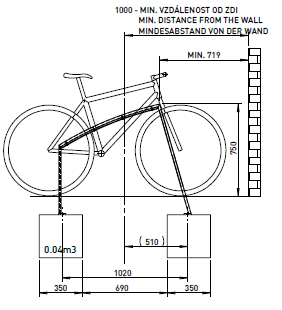 1000 - MIN. VZDÁLENOST OD ZDI
MIN. DISTANCE FROM THE WALL
MINDESABSTAND VON DER WAND
MIN. 719
750
0.04m3
( 510 )
1020
350
690
350